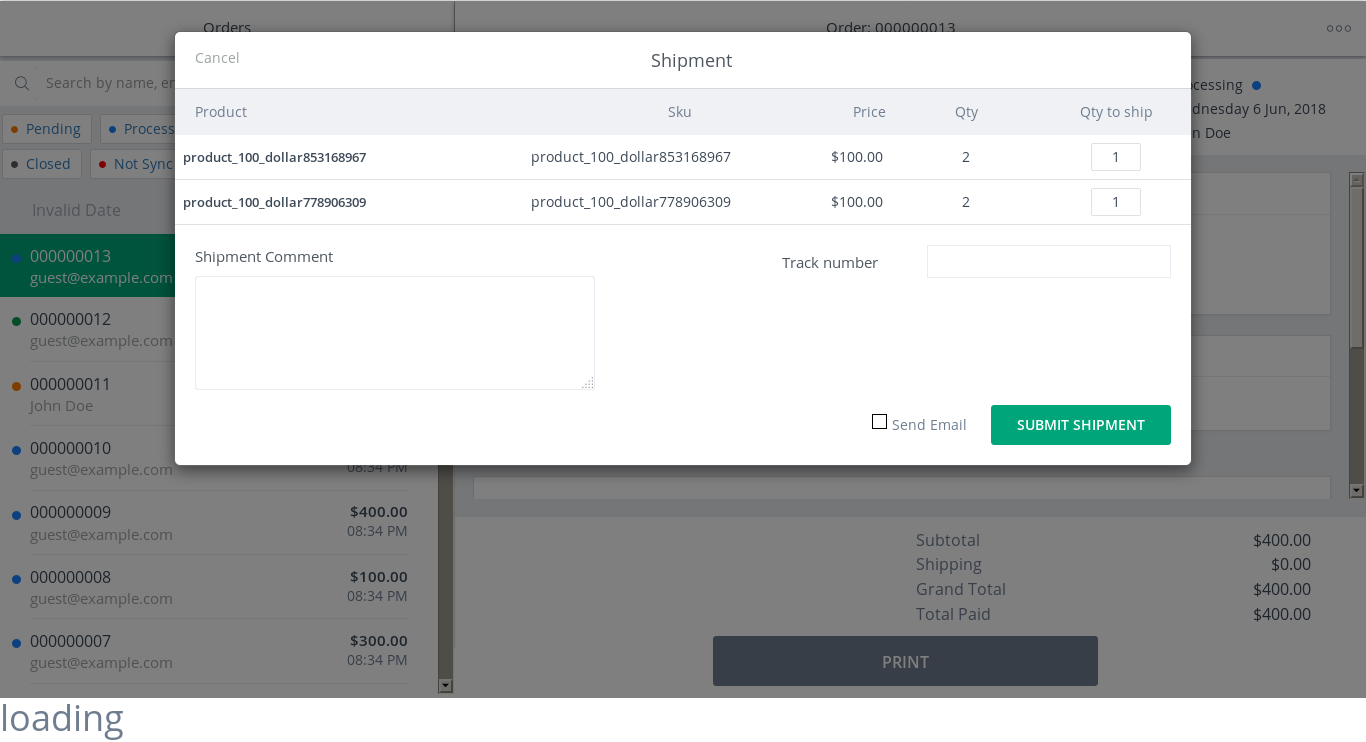 Orders
Order: 000000013
Cancel
Shipment
Search by name, em
cessing
dnesday 6 Jun, 2018
n Doe
Product Sku Price Qty Qty to ship
product_100_dollar853168967 product_100_dollar853168967 $100.00 2 1
product_100_dollar778906309 product_100_dollar778906309 $100.00 2 1
Pending Process
Closed Not Sync
Invalid Date
Shipment Comment
Track number
Send Email
SUBMIT SHIPMENT
000000013
guest@example.com
000000012
guest@example.com
000000011
John Doe
000000010
guest@example.com 08:34 PM
000000009 $400.00
guest@example.com 08:34 PM
000000008 $100.00
guest@example.com 08:34 PM
000000007 $300.00
guest@example.com 08:34 PM
Subtotal $400.00
Shipping $0.00
Grand Total $400.00
Total Paid $400.00
PRINT
loading